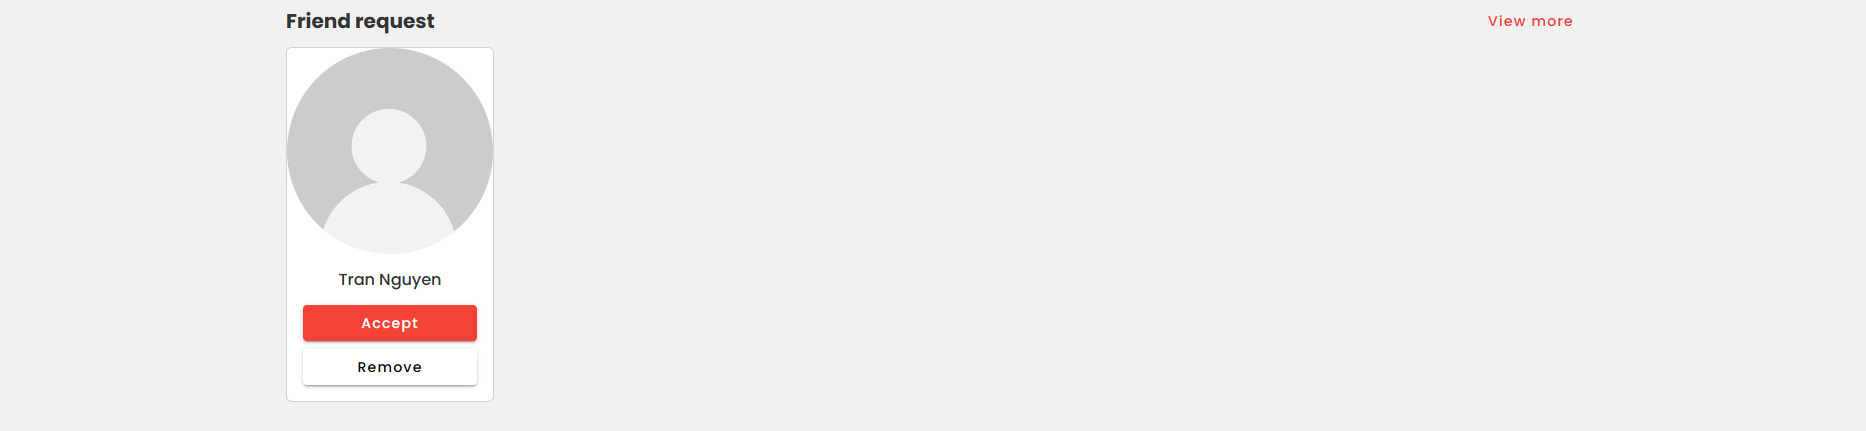 Friend request
View more
Tran Nguyen
Accept
Remove